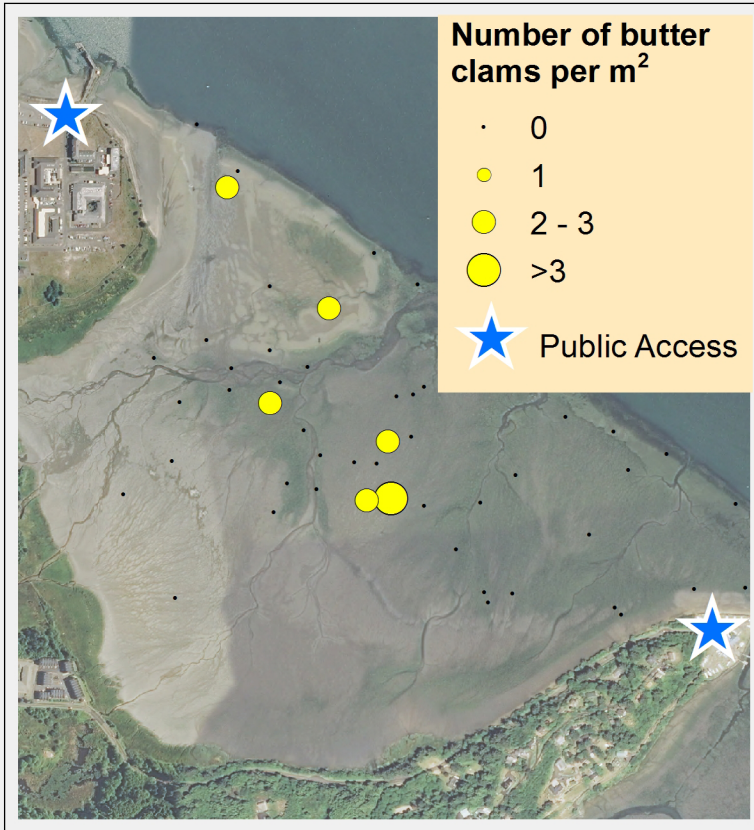 Number of butter
clams per m²
0
1
2 - 3
>3
Public Access